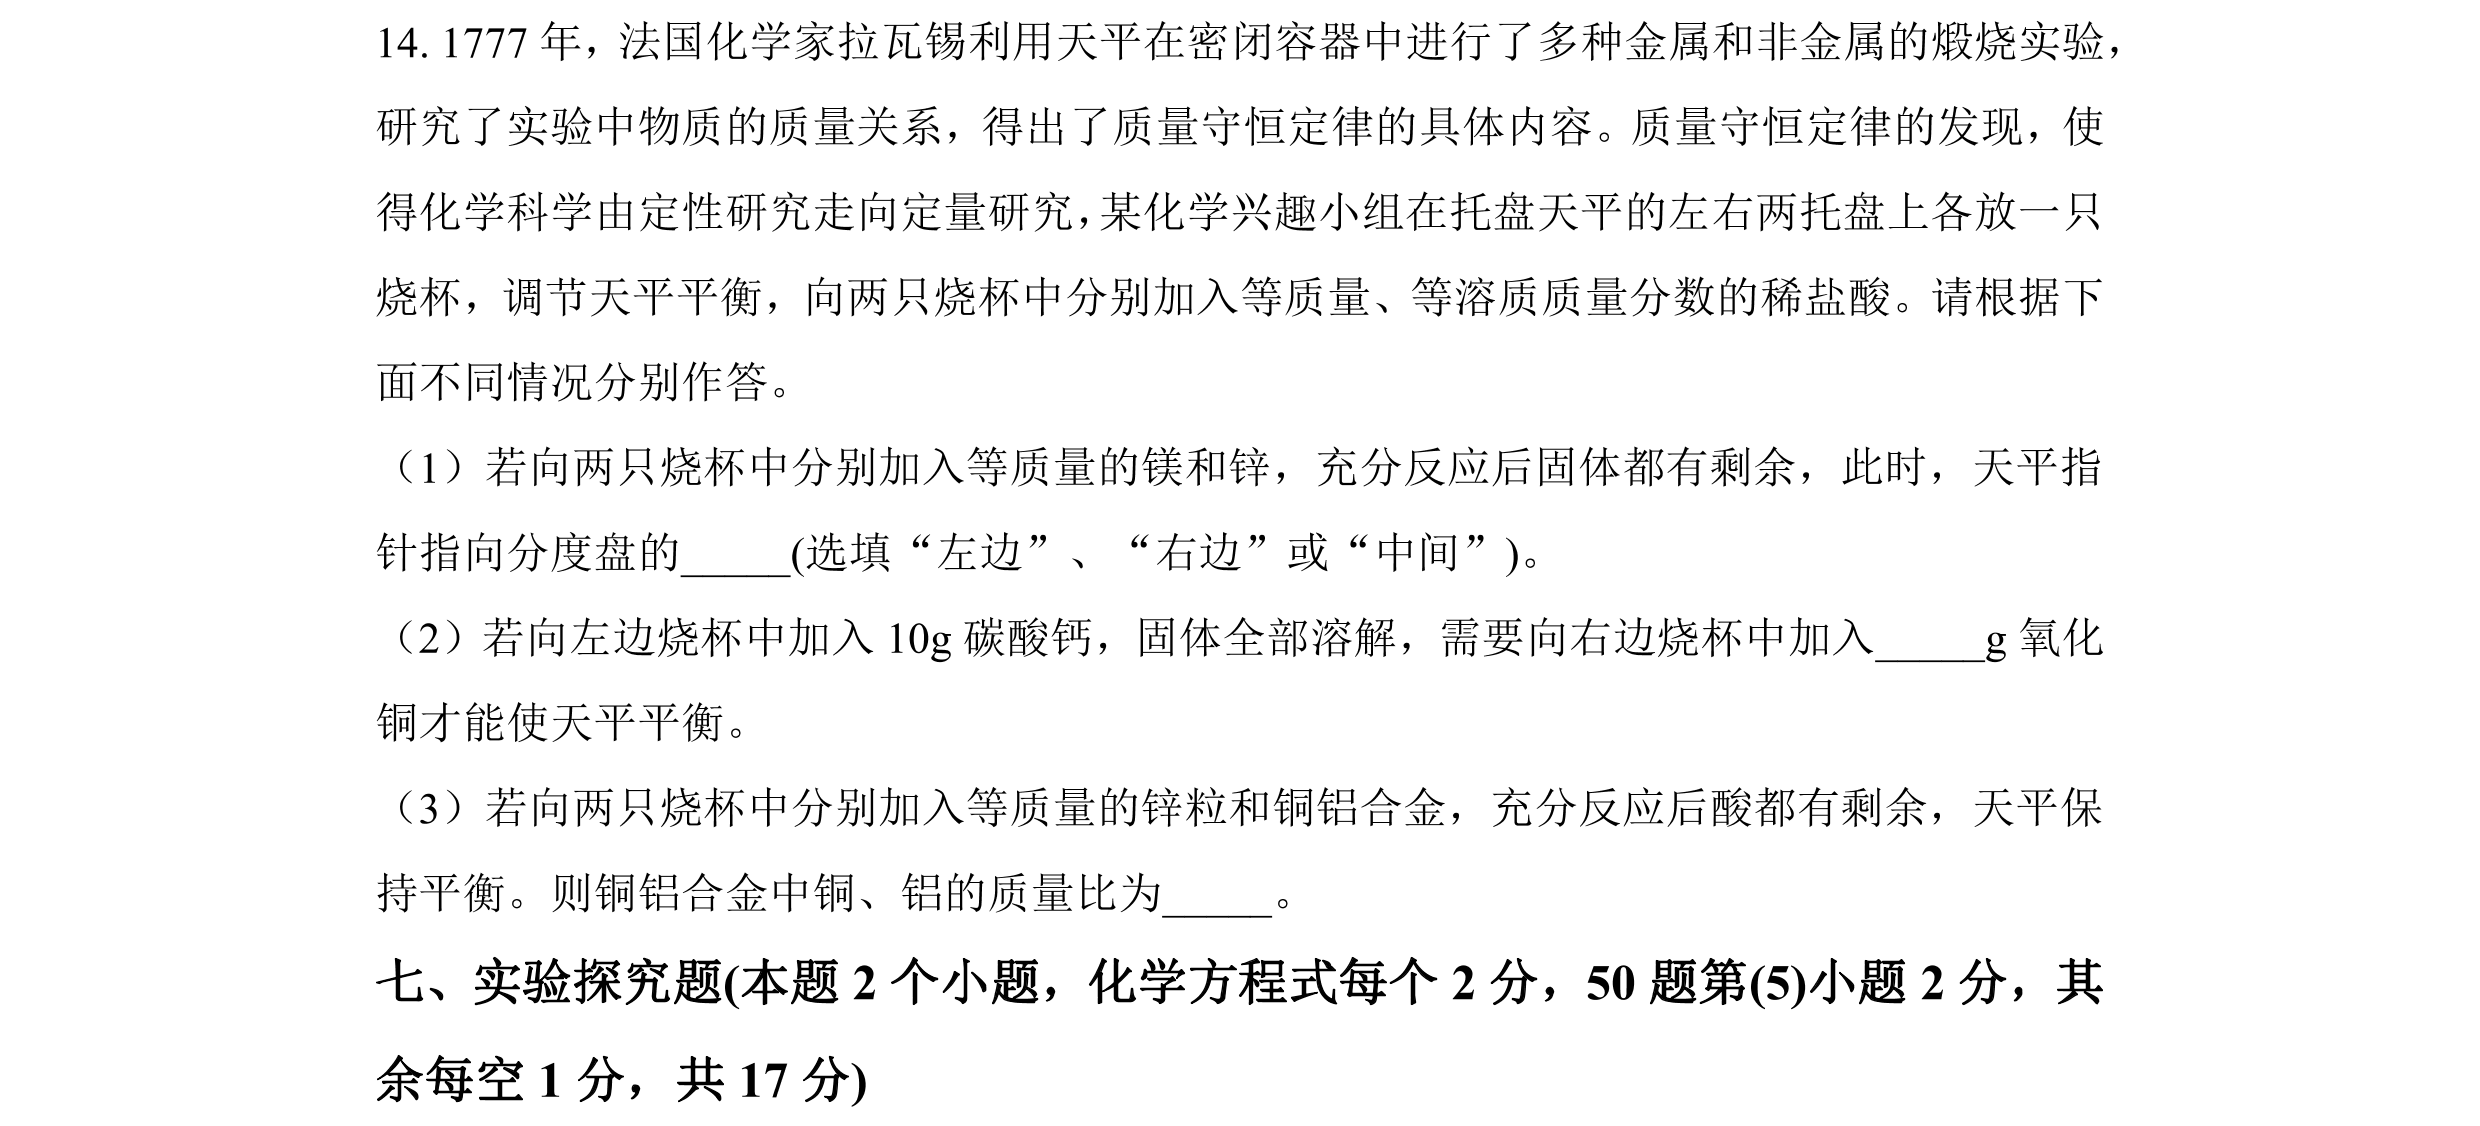 14. 1777 年，法国化学家拉瓦锡利用天平在密闭容器中进行了多种金属和非金属的煅烧实验，
研究了实验中物质的质量关系，得出了质量守恒定律的具体内容。质量守恒定律的发现，使
得化学科学由定性研究走向定量研究，某化学兴趣小组在托盘天平的左右两托盘上各放一只
烧杯，调节天平平衡，向两只烧杯中分别加入等质量、等溶质质量分数的稀盐酸。请根据下
面不同情况分别作答。
（1）若向两只烧杯中分别加入等质量的镁和锌，充分反应后固体都有剩余，此时，天平指
针指向分度盘的_____(选填“左边”、“右边”或“中间”)。
（2）若向左边烧杯中加入 10g 碳酸钙，固体全部溶解，需要向右边烧杯中加入_____g 氧化
铜才能使天平平衡。
（3）若向两只烧杯中分别加入等质量的锌粒和铜铝合金，充分反应后酸都有剩余，天平保
持平衡。则铜铝合金中铜、铝的质量比为_____。
七、实验探究题(本题 2 个小题，化学方程式每个 2 分，50 题第(5)小题 2 分，其
余每空 1 分，共 17 分)